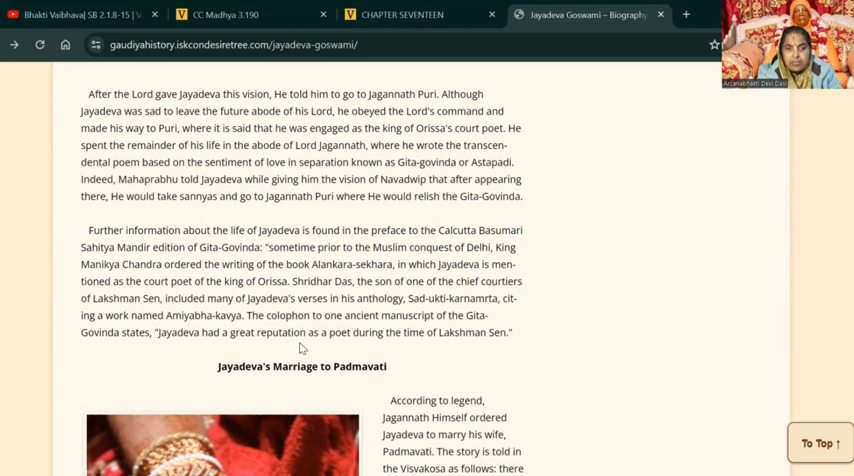 Bhakti Vaibhava| SB 2.1.8-15 | V
CC Madhya 3.190
CHAPTER SEVENTEEN
Jayadeva Goswami – Biography
gaudiyahistory.iskcondesiretree.com/jayadeva-goswami/
Arcanabhakti Devi Dasi
After the Lord gave Jayadeva this vision, He told him to go to Jagannath Puri. Although
Jayadeva was sad to leave the future abode of his Lord, he obeyed the Lord's command and
made his way to Puri, where it is said that he was engaged as the king of Orissa's court poet. He
spent the remainder of his life in the abode of Lord Jagannath, where he wrote the transcen-
dental poem based on the sentiment of love in separation known as Gita-govinda or Astapadi.
Indeed, Mahaprabhu told Jayadeva while giving him the vision of Navadwip that after appearing
there, He would take sannyas and go to Jagannath Puri where He would relish the Gita-Govinda.
Further information about the life of Jayadeva is found in the preface to the Calcutta Basumari
Sahitya Mandir edition of Gita-Govinda: "sometime prior to the Muslim conquest of Delhi, King
Manikya Chandra ordered the writing of the book Alankara-sekhara, in which Jayadeva is men-
tioned as the court poet of the king of Orissa. Shridhar Das, the son of one of the chief courtiers
of Lakshman Sen, included many of Jayadeva's verses in his anthology, Sad-ukti-karnamrta, cit-
ing a work named Amiyabha-kavya. The colophon to one ancient manuscript of the Gita-
Govinda states, "Jayadeva had a great reputation as a poet during the time of Lakshman Sen."
Jayadeva's Marriage to Padmavati
According to legend,
Jagannath Himself ordered
Jayadeva to marry his wife,
Padmavati. The story is told in
the Visvakosa as follows: there
To Top ↑